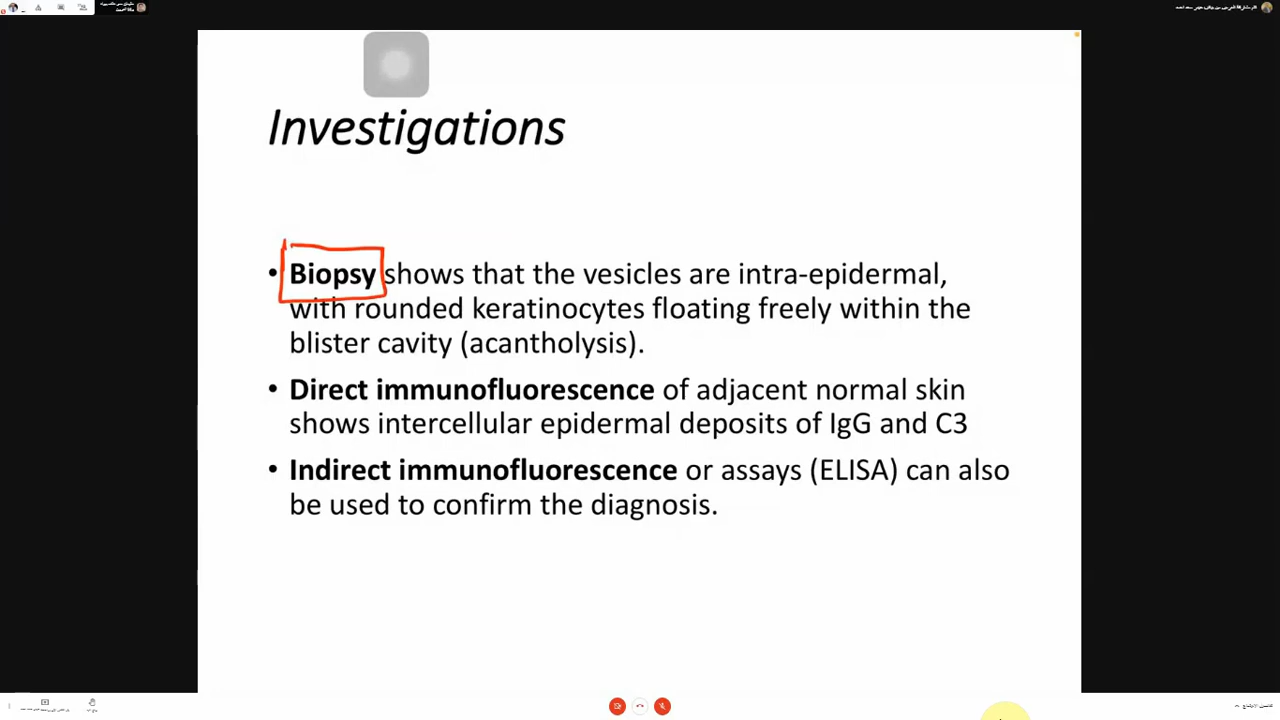 Investigations
• Biopsy shows that the vesicles are intra-epidermal,
with rounded keratinocytes floating freely within the
blister cavity (acantholysis).
• Direct immunofluorescence of adjacent normal skin
shows intercellular epidermal deposits of IgG and C3
• Indirect immunofluorescence or assays (ELISA) can also
be used to confirm the diagnosis.